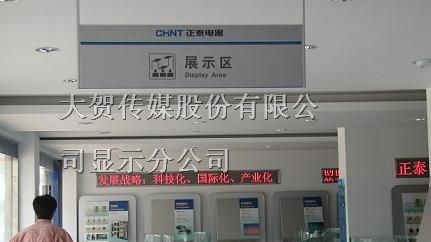 CHNT 正泰电器
展示区
Display Area
大贺传媒股份有限公
司显示分公司
发展战略：科技化、国际化、产业化
正泰